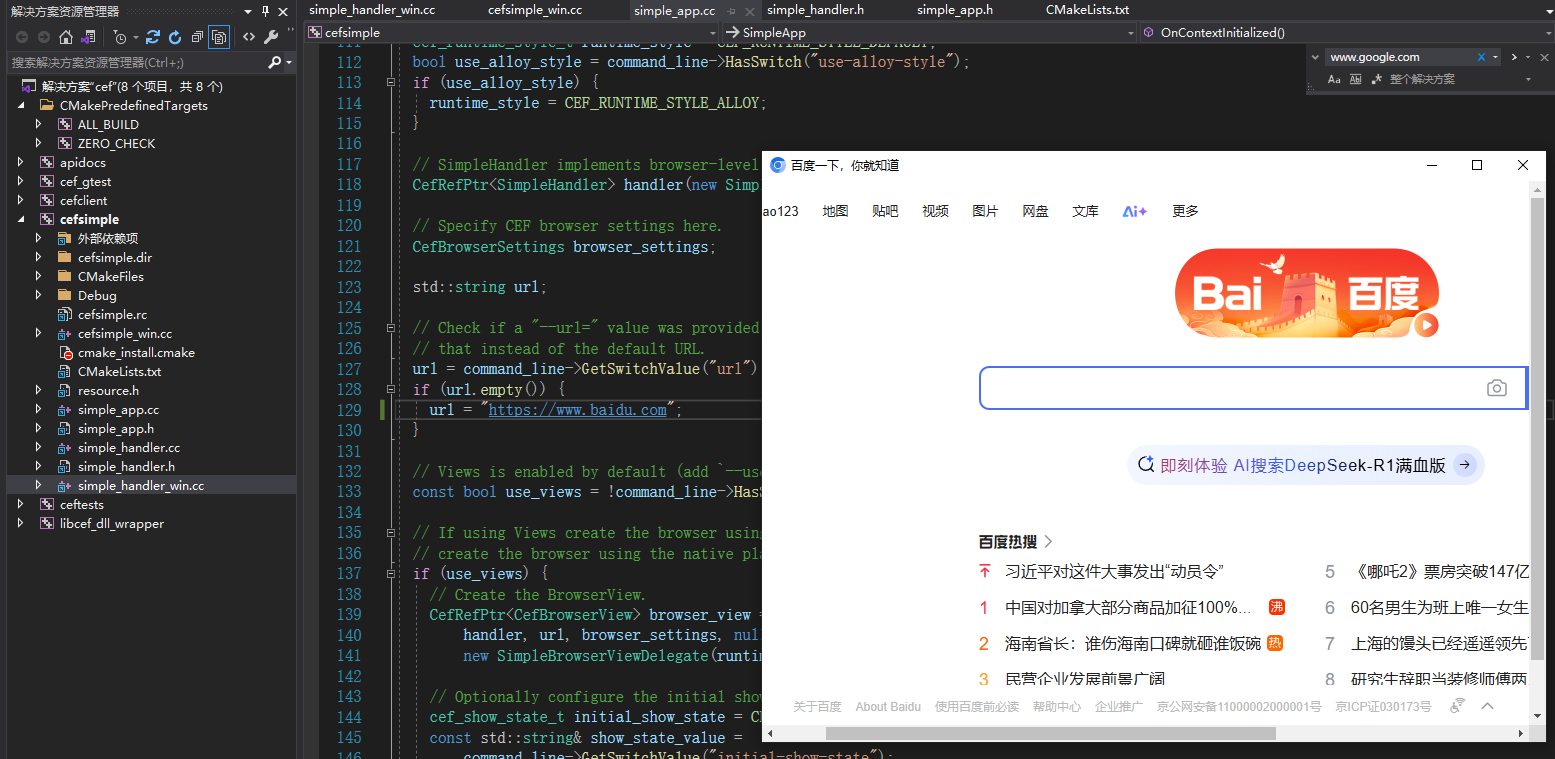 解决方案资源管理器
搜索解决方案资源管理器(Ctrl+;)
解决方案"cef"(8 个项目，共 8 个)
CMakePredefinedTargets
ALL_BUILD
ZERO_CHECK
apidocs
cef_gtest
cefclient
cefsimple
外部依赖项
cefsimple.dir
CMakeFiles
Debug
cefsimple.rc
cefsimple_win.cc
cmake_install.cmake
CMakeLists.txt
resource.h
simple_app.cc
simple_app.h
simple_handler.cc
simple_handler.h
simple_handler_win.cc
ceftests
libcef_dll_wrapper
simple_handler_win.cc cefsimple_win.cc simple_app.cc simple_handler.h simple_app.h CMakeLists.txt
cefsimple SimpleApp OnContextInitialized()
www.google.com
Aa 整个解决方案
111 cef_runtime_style_t runtime_style = CEF_RUNTIME_STYLE_DEFAULT;
112 bool use_alloy_style = command_line->HasSwitch("use-alloy-style");
113 if (use_alloy_style) {
114 runtime_style = CEF_RUNTIME_STYLE_ALLOY;
115 }
116
117 // SimpleHandler implements browser-level
118 CefRefPtr<SimpleHandler> handler(new Simp
119
120 // Specify CEF browser settings here.
121 CefBrowserSettings browser_settings;
122
123 std::string url;
124
125 // Check if a "--url=" value was provided
126 // that instead of the default URL.
127 url = command_line->GetSwitchValue("url")
128 if (url.empty()) {
129 url = "https://www.baidu.com";
130 }
131
132 // Views is enabled by default (add `--use
133 const bool use_views = !command_line->HasS
134
135 // If using Views create the browser using
136 // create the browser using the native pla
137 if (use_views) {
138 // Create the BrowserView.
139 CefRefPtr<CefBrowserView> browser_view =
140 handler, url, browser_settings, nul
141 new SimpleBrowserViewDelegate(runtim
142
143 // Optionally configure the initial show
144 cef_show_state_t initial_show_state = CE
145 const std::string& show_state_value =
146 command_line->GetSwitchValue("initial-show-state");
百度一下，你就知道
ao123 地图 贴吧 视频 图片 网盘 文库 Ai+ 更多
Bai 百度
即刻体验 AI搜索DeepSeek-R1满血版
百度热搜
习近平对这件大事发出“动员令”
1 中国对加拿大部分商品加征100%... 沸
2 海南省长：谁伤海南口碑就砸谁饭碗 热
3 民营企业发展前景广阔
5 《哪吒2》票房突破147亿
6 60名男生为班上唯一女生
7 上海的馒头已经遥遥领先
8 研究生辞职当装修师傅两
关于百度 About Baidu 使用百度前必读 帮助中心 企业推广 京公网安备11000002000001号 京ICP证030173号